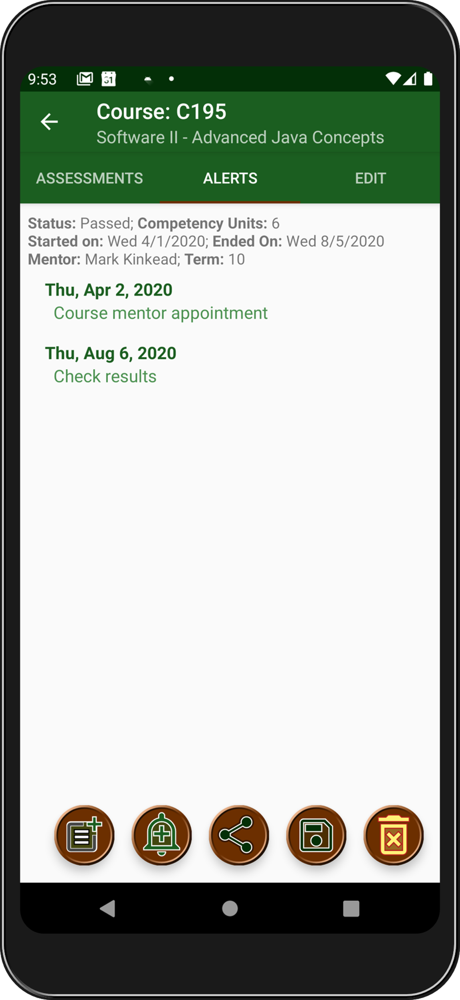 9:53
31
Course: C195
Software II - Advanced Java Concepts
ASSESSMENTS ALERTS EDIT
Status: Passed; Competency Units: 6
Started on: Wed 4/1/2020; Ended On: Wed 8/5/2020
Mentor: Mark Kinkead; Term: 10
Thu, Apr 2, 2020
Course mentor appointment
Thu, Aug 6, 2020
Check results